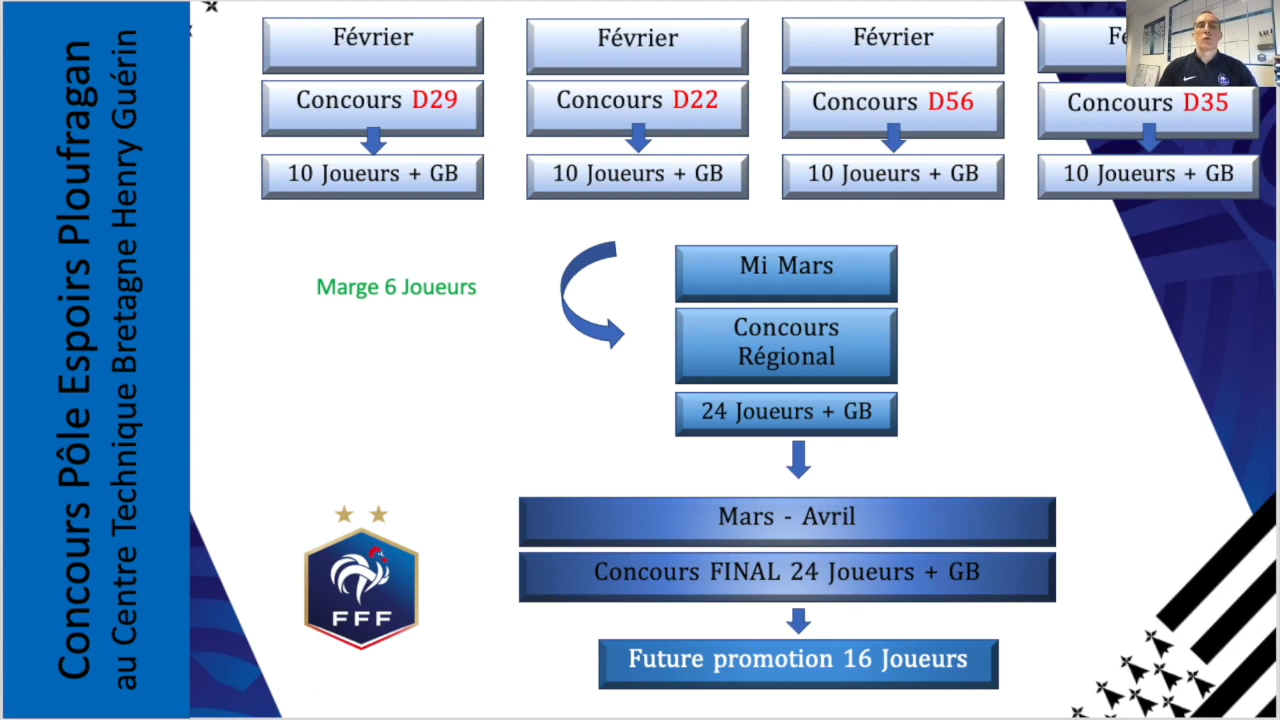 Concours Pôle Espoirs Ploufragan
au Centre Technique Bretagne Henry Guérin
Février
Février
Février
Concours D29
Concours D22
Concours D56
Concours D35
10 Joueurs + GB
10 Joueurs + GB
10 Joueurs + GB
10 Joueurs + GB
Marge 6 Joueurs
Mi Mars
Concours
Régional
24 Joueurs + GB
Mars - Avril
Concours FINAL 24 Joueurs + GB
Future promotion 16 Joueurs
FFF